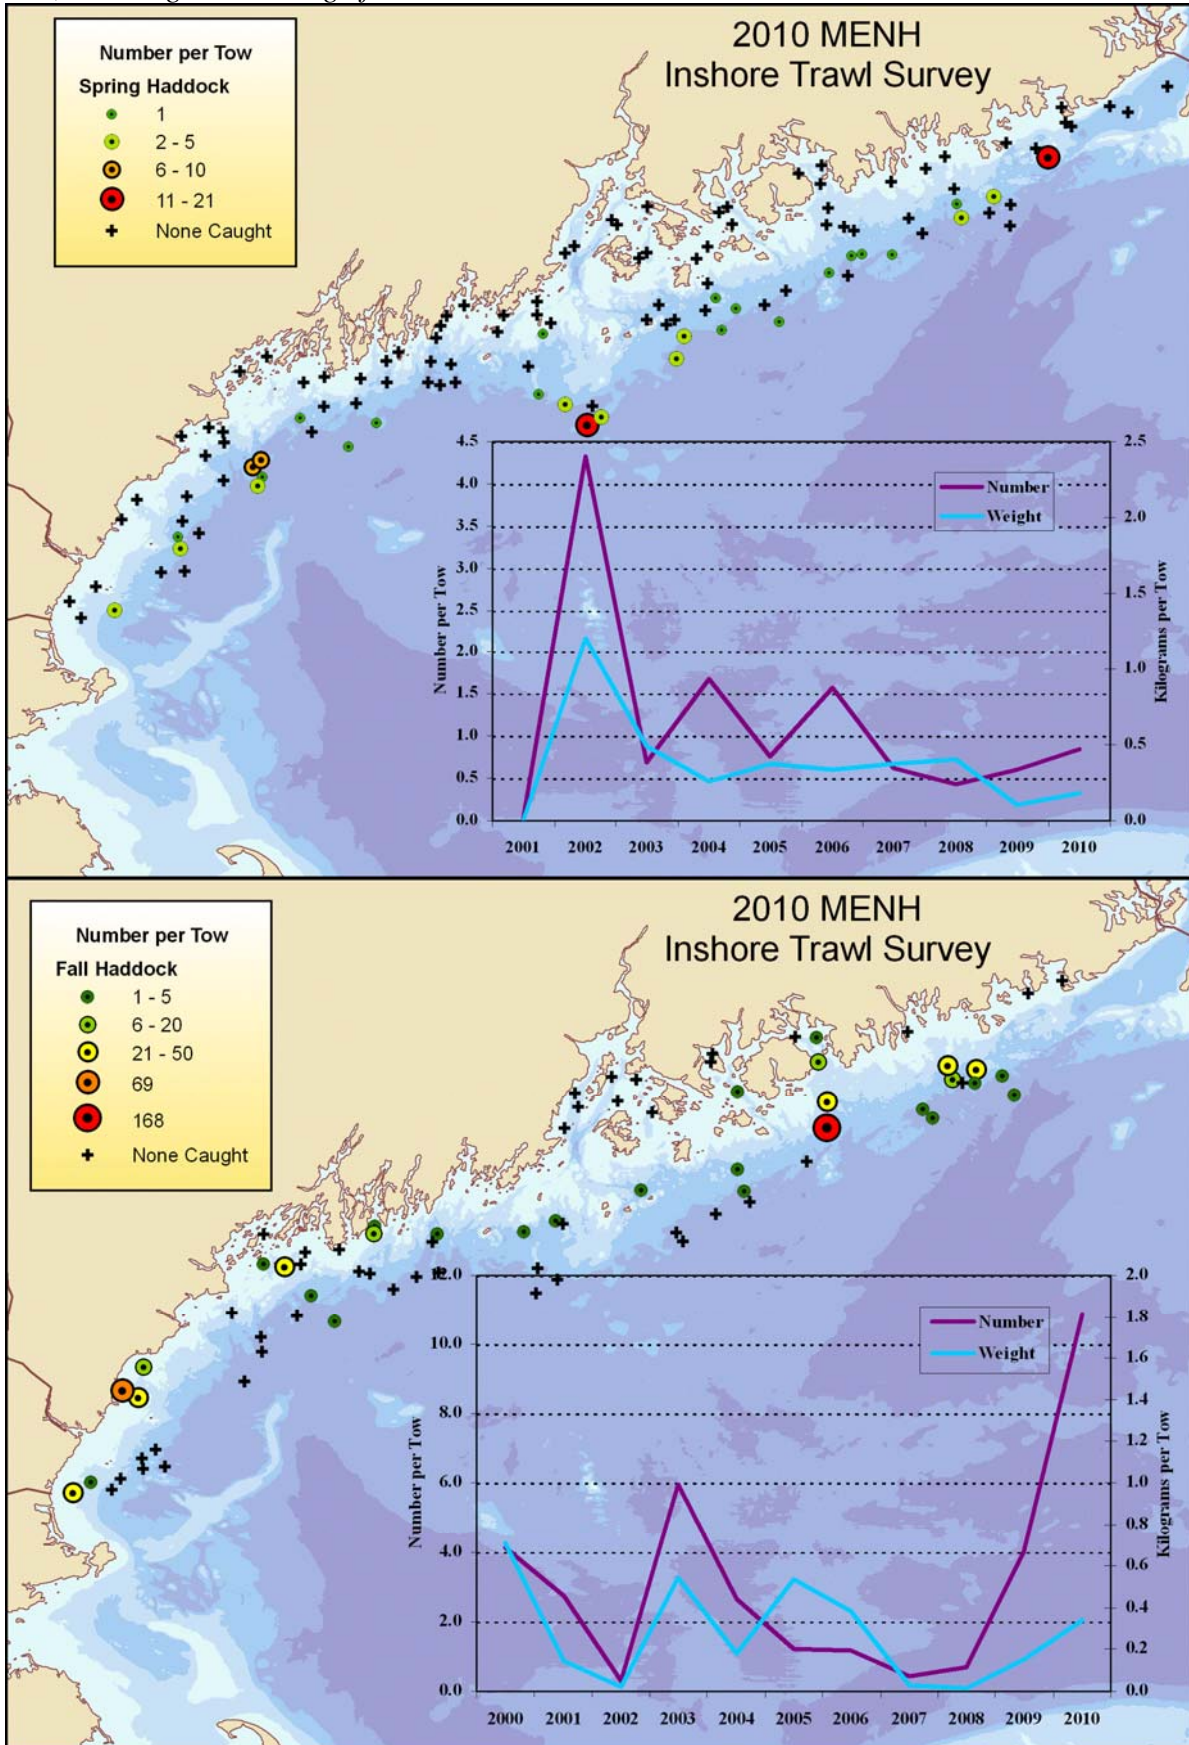 2010 MENH
Inshore Trawl Survey
Number per Tow
Spring Haddock
1
2 - 5
6 - 10
11 - 21
None Caught
4.5
4.0
3.5
3.0
2.5
2.0
1.5
1.0
0.5
0.0
Number per Tow
Number
Weight
2.5
2.0
1.5
1.0
0.5
0.0
Kilograms per Tow
2001 2002 2003 2004 2005 2006 2007 2008 2009 2010
2010 MENH
Inshore Trawl Survey
Number per Tow
Fall Haddock
1 - 5
6 - 20
21 - 50
69
168
None Caught
12.0
10.0
8.0
6.0
4.0
2.0
0.0
Number per Tow
Number
Weight
2.0
1.8
1.6
1.4
1.2
1.0
0.8
0.6
0.4
0.2
0.0
Kilograms per Tow
2000 2001 2002 2003 2004 2005 2006 2007 2008 2009 2010